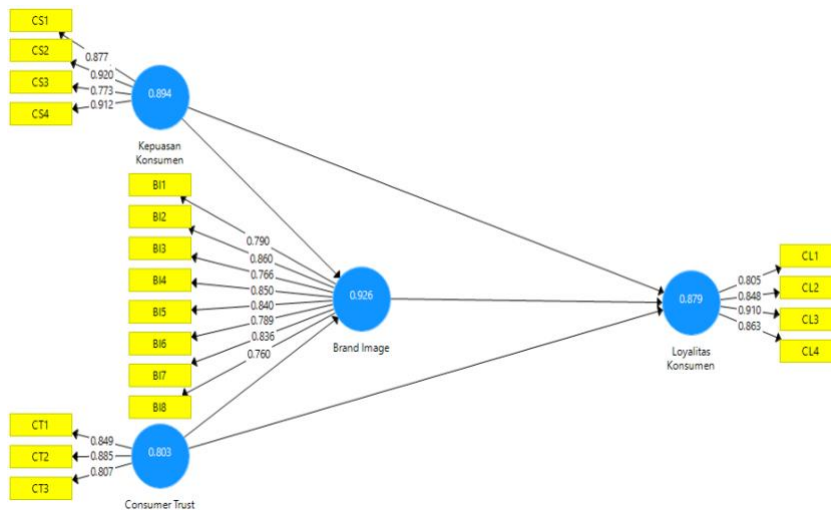 CS1
CS2
CS3
CS4
0.877
0.920
0.773
0.912
0.894
Kepuasan
Konsumen
BI1
BI2
BI3
BI4
BI5
BI6
BI7
BI8
0.790
0.860
0.766
0.850
0.840
0.789
0.836
0.760
0.926
Brand Image
CT1
CT2
CT3
0.849
0.885
0.807
0.803
Consumer Trust
0.879
Loyalitas
Konsumen
0.805
0.848
0.910
0.863
CL1
CL2
CL3
CL4